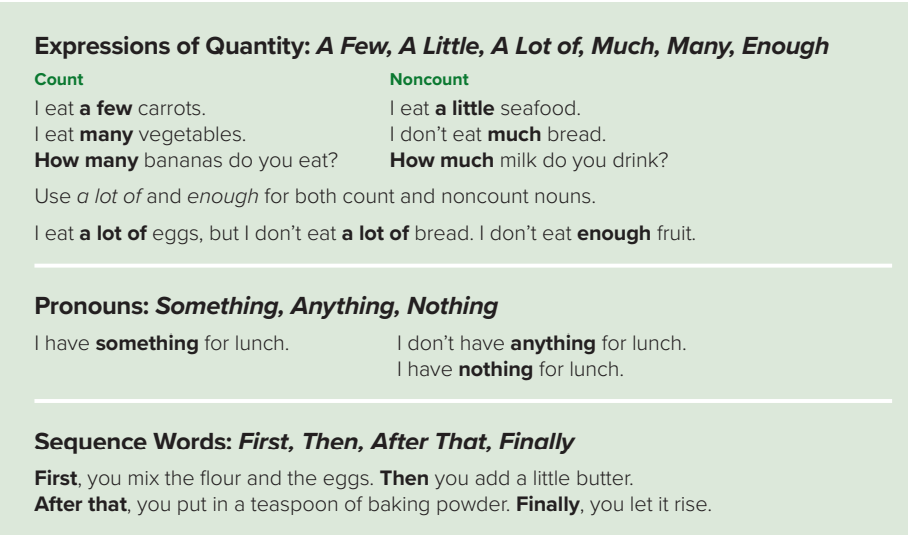 Expressions of Quantity: A Few, A Little, A Lot of, Much, Many, Enough
Count
I eat a few carrots.
I eat many vegetables.
How many bananas do you eat?
Noncount
I eat a little seafood.
I don't eat much bread.
How much milk do you drink?
Use a lot of and enough for both count and noncount nouns.
I eat a lot of eggs, but I don't eat a lot of bread. I don't eat enough fruit.
Pronouns: Something, Anything, Nothing
I have something for lunch.
I don't have anything for lunch.
I have nothing for lunch.
Sequence Words: First, Then, After That, Finally
First, you mix the flour and the eggs. Then you add a little butter.
After that, you put in a teaspoon of baking powder. Finally, you let it rise.